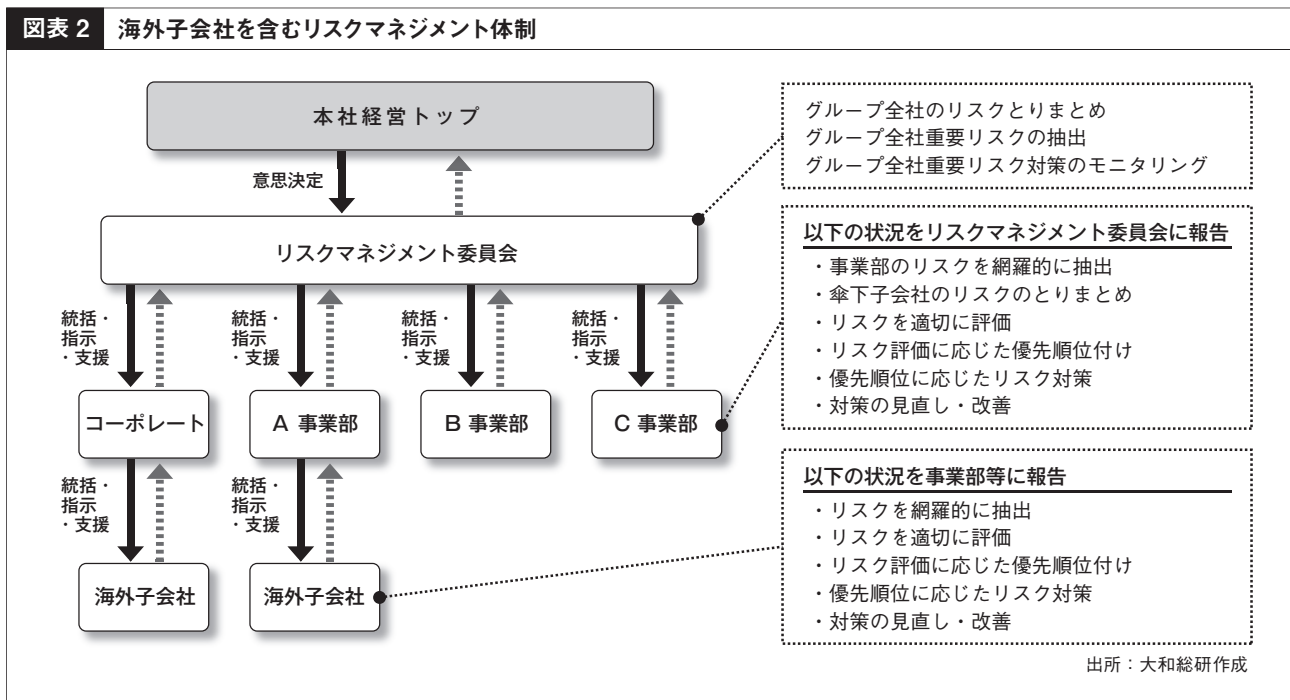 図表 2 海外子会社を含むリスクマネジメント体制
本社経営トップ
意思決定
リスクマネジメント委員会
統括・
指示
・支援
統括・
指示
・支援
統括・
指示
・支援
統括・
指示
・支援
コーポレート
A 事業部
B 事業部
C 事業部
統括・
指示
・支援
統括・
指示
・支援
海外子会社
海外子会社
グループ全社のリスクとりまとめ
グループ全社重要リスクの抽出
グループ全社重要リスク対策のモニタリング
以下の状況をリスクマネジメント委員会に報告
・事業部のリスクを網羅的に抽出
・傘下子会社のリスクのとりまとめ
・リスクを適切に評価
・リスク評価に応じた優先順位付け
・優先順位に応じたリスク対策
・対策の見直し・改善
以下の状況を事業部等に報告
・リスクを網羅的に抽出
・リスクを適切に評価
・リスク評価に応じた優先順位付け
・優先順位に応じたリスク対策
・対策の見直し・改善
出所：大和総研作成